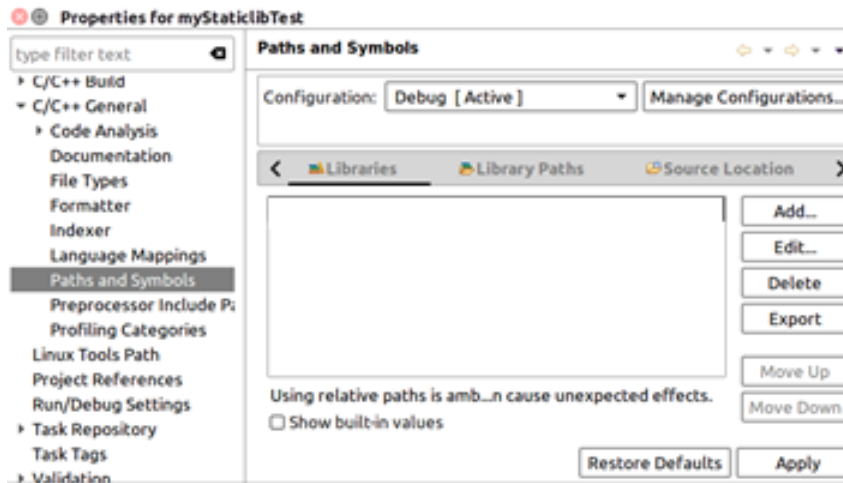 Properties for myStaticlibTest
type filter text
C/C++ Build
C/C++ General
Code Analysis
Documentation
File Types
Formatter
Indexer
Language Mappings
Paths and Symbols
Preprocessor Include Pa
Profiling Categories
Linux Tools Path
Project References
Run/Debug Settings
Task Repository
Task Tags
Validation
Paths and Symbols
Configuration: Debug [ Active ] Manage Configurations...
Libraries Library Paths Source Location
Add...
Edit...
Delete
Export
Move Up
Move Down
Using relative paths is amb...n cause unexpected effects.
Show built-in values
Restore Defaults Apply